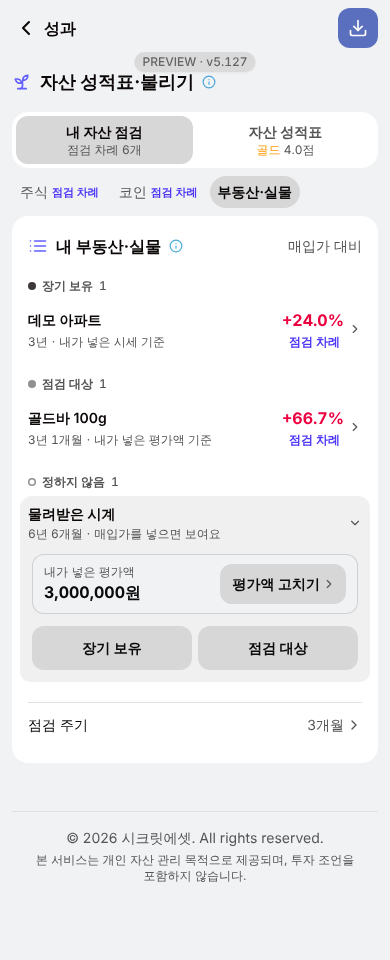 성과
PREVIEW · v5.127
자산 성적표·불리기
내 자산 점검
점검 차례 6개
자산 성적표
골드 4.0점
주식 점검 차례
코인 점검 차례
부동산·실물
내 부동산·실물
매입가 대비
장기 보유 1
데모 아파트
+24.0%
3년 · 내가 넣은 시세 기준
점검 차례
점검 대상 1
골드바 100g
+66.7%
3년 1개월 · 내가 넣은 평가액 기준
점검 차례
정하지 않음 1
물려받은 시계
6년 6개월 · 매입가를 넣으면 보여요
내가 넣은 평가액
3,000,000원
평가액 고치기
장기 보유
점검 대상
점검 주기
3개월
© 2026 시크릿에셋. All rights reserved.
본 서비스는 개인 자산 관리 목적으로 제공되며, 투자 조언을
포함하지 않습니다.